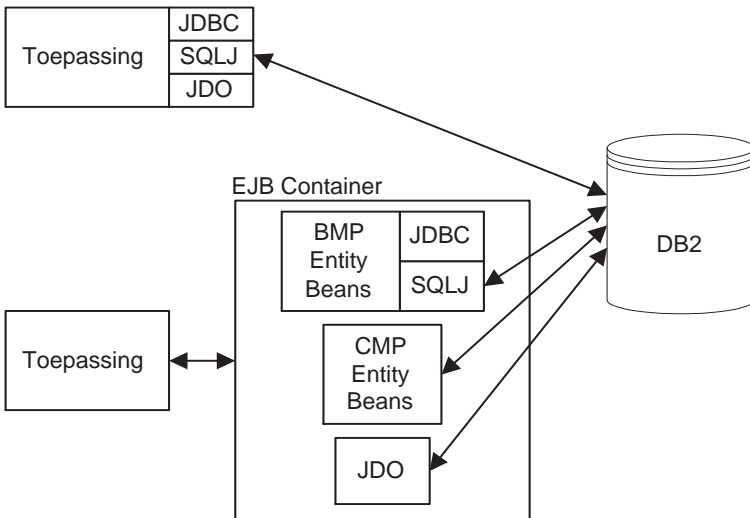 JDBC
Toepassing
SQLJ
JDO
EJB Container
BMP
Entity
Beans
JDBC
SQLJ
DB2
Toepassing
CMP
Entity
Beans
JDO